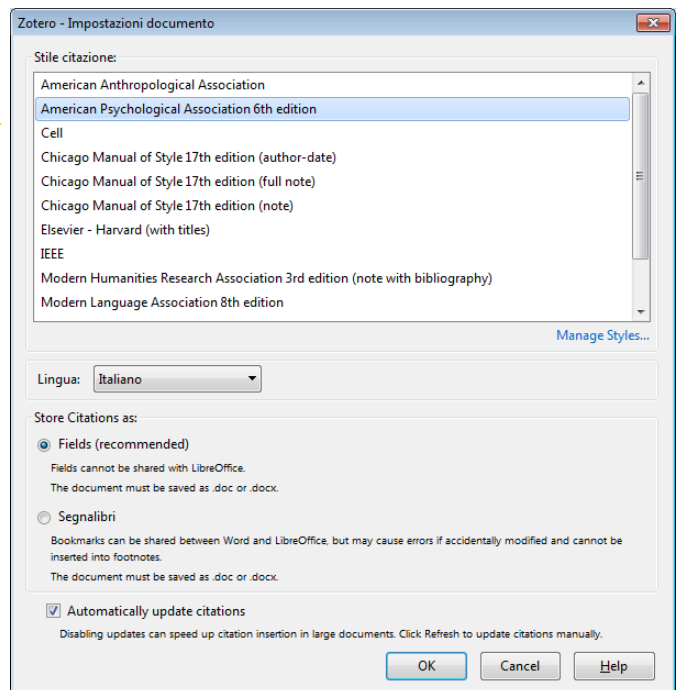 Zotero - Impostazioni documento
Stile citazione:
American Anthropological Association
American Psychological Association 6th edition
Cell
Chicago Manual of Style 17th edition (author-date)
Chicago Manual of Style 17th edition (full note)
Chicago Manual of Style 17th edition (note)
Elsevier - Harvard (with titles)
IEEE
Modern Humanities Research Association 3rd edition (note with bibliography)
Modern Language Association 8th edition
Manage Styles...
Lingua: Italiano
Store Citations as:
Fields (recommended)
Fields cannot be shared with LibreOffice.
The document must be saved as .doc or .docx.
Segnalibri
Bookmarks can be shared between Word and LibreOffice, but may cause errors if accidentally modified and cannot be
inserted into footnotes.
The document must be saved as .doc or .docx.
Automatically update citations
Disabling updates can speed up citation insertion in large documents. Click Refresh to update citations manually.
OK Cancel Help